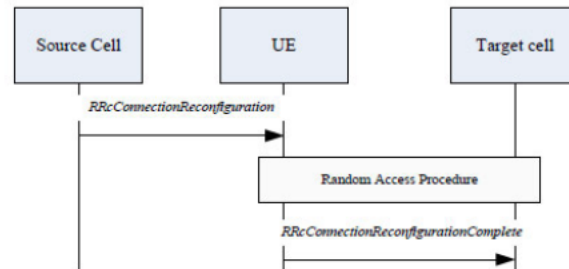 Source Cell
UE
Target cell
RRcConnectionReconfiguration
Random Access Procedure
RRcConnectionReconfigurationComplete